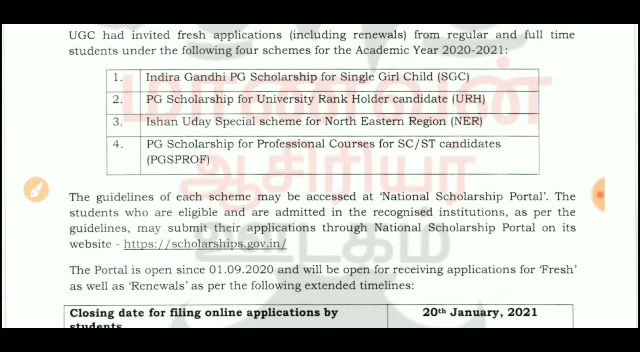 UGC had invited fresh applications (including renewals) from regular and full time
students under the following four schemes for the Academic Year 2020-2021:
1. Indira Gandhi PG Scholarship for Single Girl Child (SGC)
2. PG Scholarship for University Rank Holder candidate (URH)
3. Ishan Uday Special scheme for North Eastern Region (NER)
4. PG Scholarship for Professional Courses for SC/ST candidates
(PGSPROF)
The guidelines of each scheme may be accessed at 'National Scholarship Portal'. The
students who are eligible and are admitted in the recognised institutions, as per the
guidelines, may submit their applications through National Scholarship Portal on its
website - https://scholarships.gov.in/
The Portal is open since 01.09.2020 and will be open for receiving applications for 'Fresh'
as well as 'Renewals' as per the following extended timelines:
Closing date for filing online applications by 20th January, 2021
students
மாணவன்
ஆசிரியர்
ஊடகம்